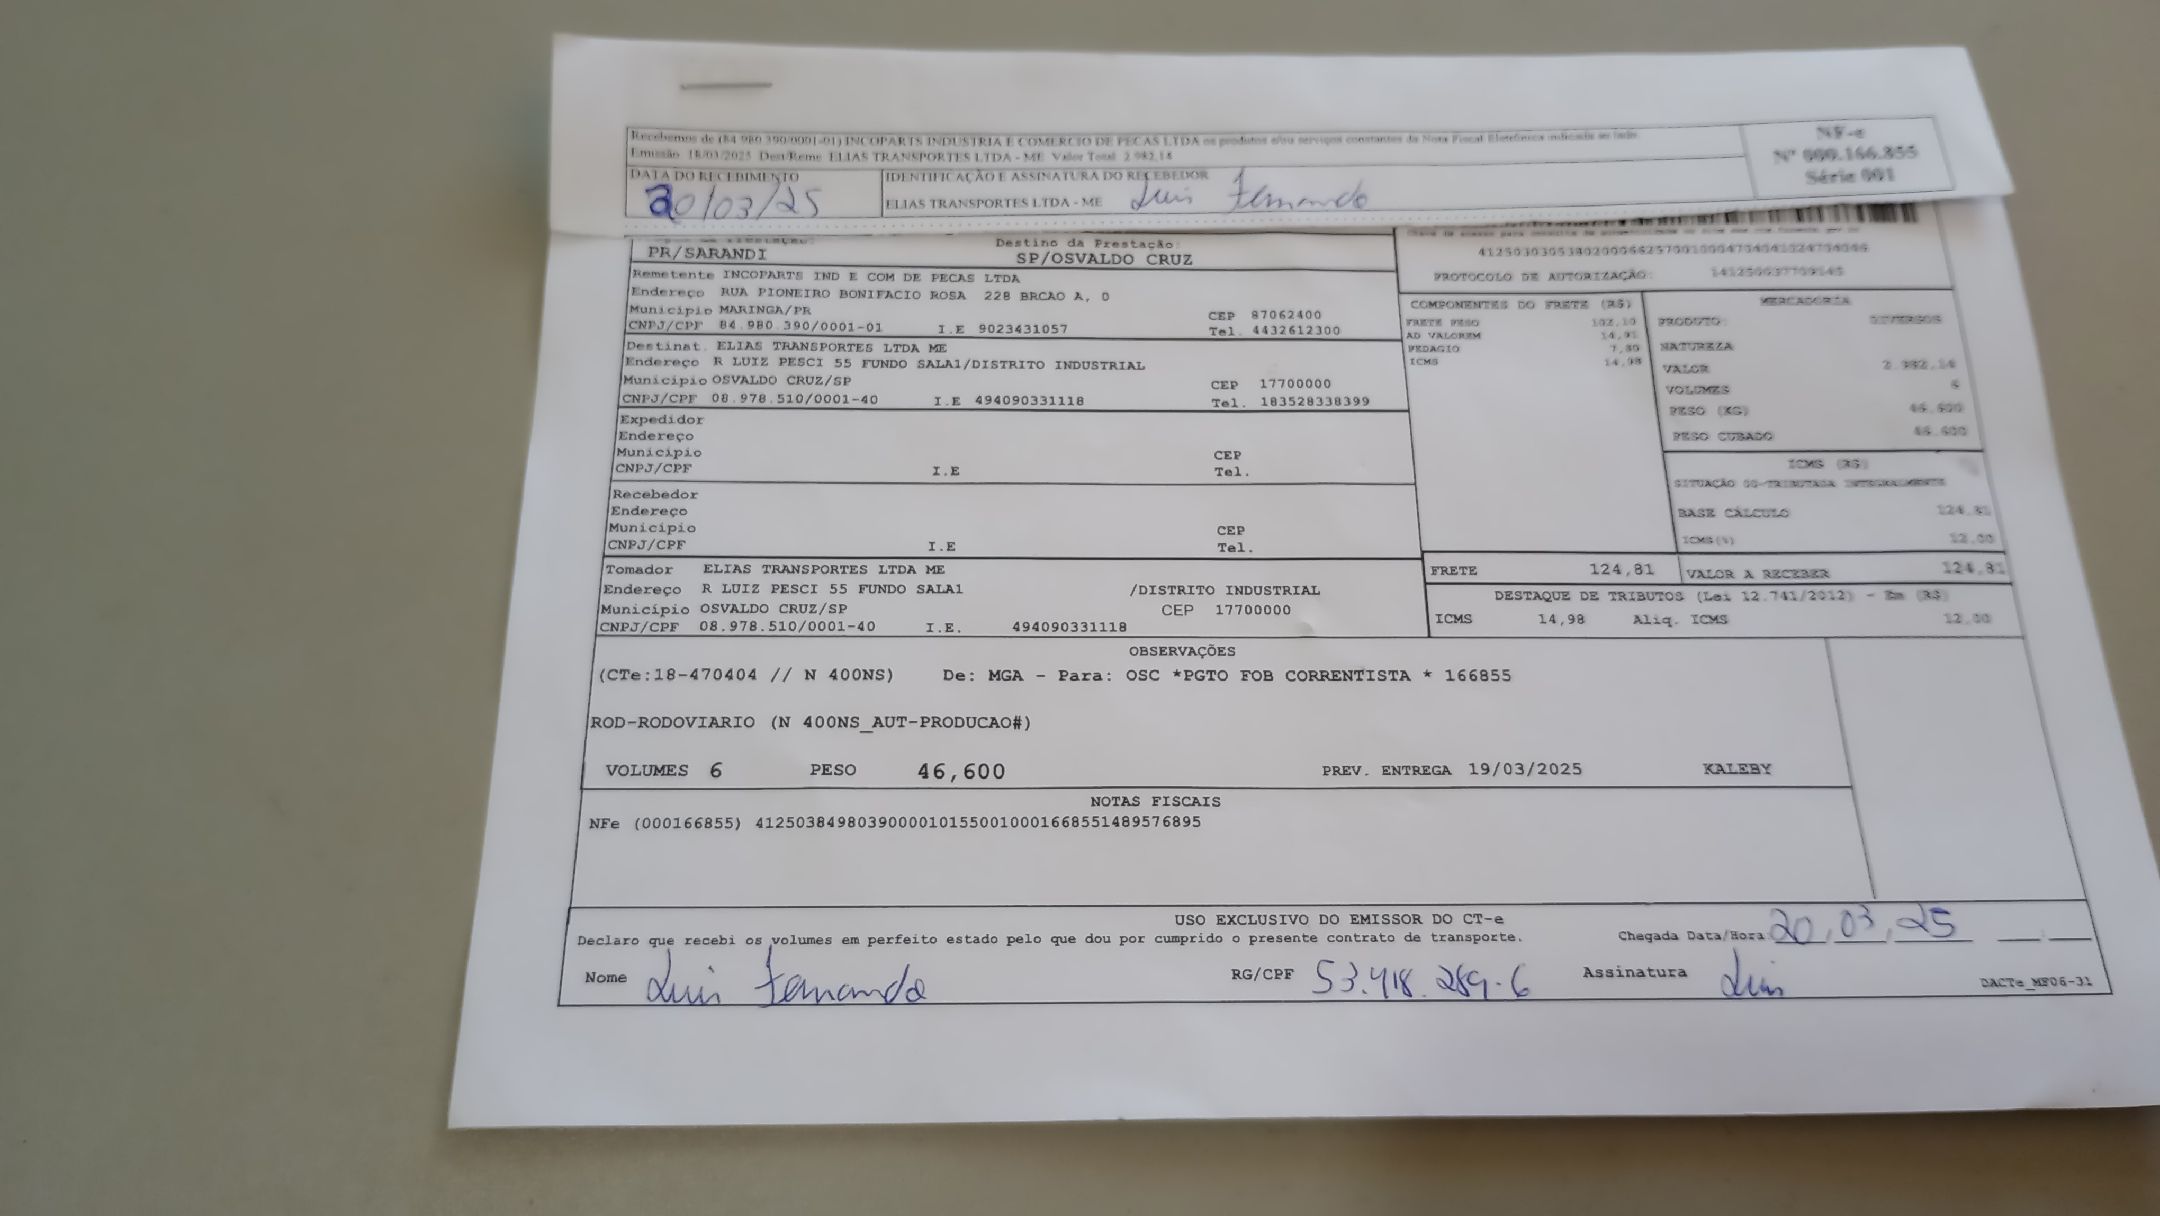 Recebemos de (84.980.390/0001-01) INCOPARTS INDUSTRIA E COMERCIO DE PECAS LTDA os produtos e/ou serviços constantes da Nota Fiscal Eletrônica indicada ao lado
Emissão 18/03/2025 Dest/Reme ELIAS TRANSPORTES LTDA - ME Valor Total 2.982,14
NF-e
Nº 000.166.855
Série 001
DATA DO RECEBIMENTO
20/03/25
IDENTIFICAÇÃO E ASSINATURA DO RECEBEDOR
ELIAS TRANSPORTES LTDA - ME Luis Fernando
PR/SARANDI
Destino da Prestação:
SP/OSVALDO CRUZ
PROTOCOLO DE AUTORIZAÇÃO:
Remetente INCOPARTS IND E COM DE PECAS LTDA
Endereço RUA PIONEIRO BONIFACIO ROSA 228 BRCAO A, 0
Município MARINGA/PR CEP 87062400
CNPJ/CPF 84.980.390/0001-01 I.E 9023431057 Tel. 4432612300
Destinat. ELIAS TRANSPORTES LTDA ME
Endereço R LUIZ PESCI 55 FUNDO SALA1/DISTRITO INDUSTRIAL
Município OSVALDO CRUZ/SP CEP 17700000
CNPJ/CPF 08.978.510/0001-40 I.E 494090331118 Tel. 183528338399
Expedidor
Endereço
Município CEP
CNPJ/CPF I.E Tel.
Recebedor
Endereço
Município CEP
CNPJ/CPF I.E Tel.
Tomador ELIAS TRANSPORTES LTDA ME
Endereço R LUIZ PESCI 55 FUNDO SALA1 /DISTRITO INDUSTRIAL
Município OSVALDO CRUZ/SP CEP 17700000
CNPJ/CPF 08.978.510/0001-40 I.E. 494090331118
COMPONENTES DO FRETE (R$)
FRETE PESO
AD VALOREM 14,91
PEDAGIO
ICMS 14,98
MERCADORIA
PRODUTO: DIVERSOS
NATUREZA
VALOR 2.982,14
VOLUMES 6
PESO (KG) 46,600
PESO CUBADO 46,600
ICMS (R$)
SITUAÇÃO 00-TRIBUTADA INTEGRALMENTE
BASE CÁLCULO 124,81
ICMS(%) 12,00
FRETE 124,81 VALOR A RECEBER 124,81
DESTAQUE DE TRIBUTOS (Lei 12.741/2012) - Em (R$)
ICMS 14,98 Aliq. ICMS 12,00
OBSERVAÇÕES
(CTe:18-470404 // N 400NS) De: MGA - Para: OSC *PGTO FOB CORRENTISTA * 166855
ROD-RODOVIARIO (N 400NS_AUT-PRODUCAO#)
VOLUMES 6 PESO 46,600 PREV. ENTREGA 19/03/2025 KALEBY
NOTAS FISCAIS
NFe (000166855) 41250384980390000101550010001668551489576895
USO EXCLUSIVO DO EMISSOR DO CT-e
Declaro que recebi os volumes em perfeito estado pelo que dou por cumprido o presente contrato de transporte. Chegada Data/Hora 20/03/25
Nome Luis Fernando RG/CPF 53.418.289-6 Assinatura Luis
DACTe_MF06-31